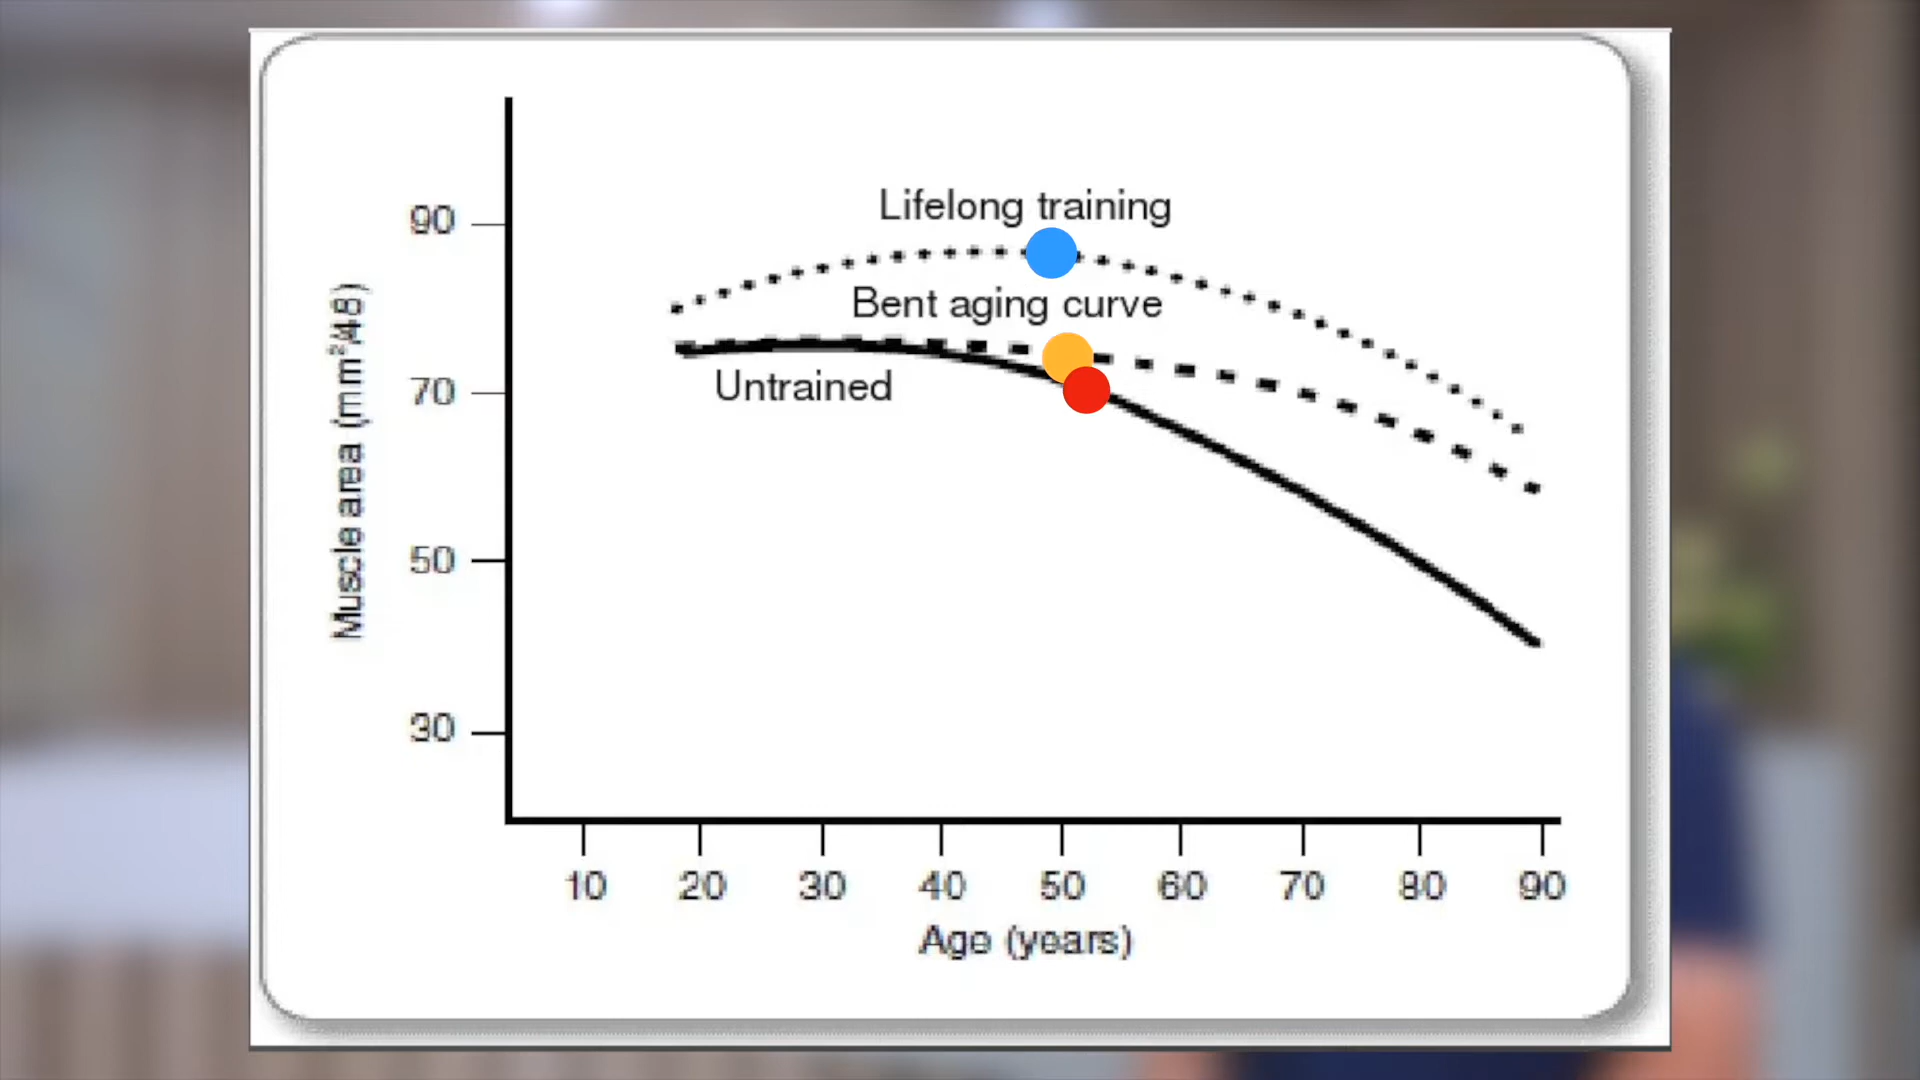 Lifelong training
90
Bent aging curve
70
Untrained
Muscle area (mm²/48)
50
30
10 20 30 40 50 60 70 80 90
Age (years)